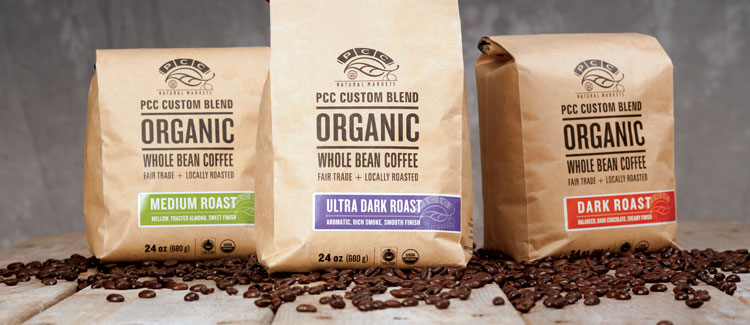 PCC
NATURAL MARKETS
PCC CUSTOM BLEND
ORGANIC
WHOLE BEAN COFFEE
FAIR TRADE + LOCALLY ROASTED
MEDIUM ROAST
MELLOW, TOASTED ALMOND, SWEET FINISH
24 oz (680 g)
PCC
NATURAL MARKETS
PCC CUSTOM BLEND
ORGANIC
WHOLE BEAN COFFEE
FAIR TRADE + LOCALLY ROASTED
ULTRA DARK ROAST
AROMATIC, RICH SMOKE, SMOOTH FINISH
24 oz (680 g)
PCC
NATURAL MARKETS
PCC CUSTOM BLEND
ORGANIC
WHOLE BEAN COFFEE
FAIR TRADE + LOCALLY ROASTED
DARK ROAST
BALANCED, DARK CHOCOLATE, CREAMY FINISH
24 oz (680 g)